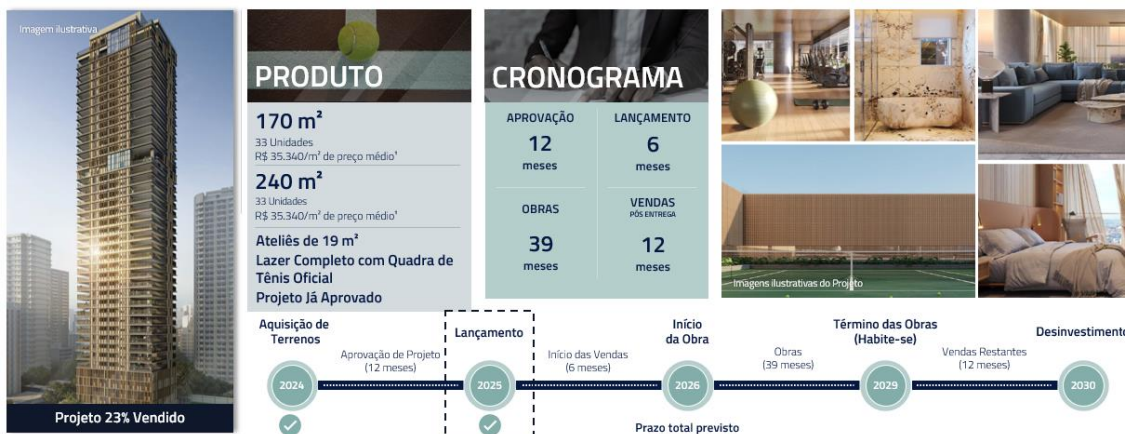 Imagem ilustrativa
Projeto 23% Vendido
PRODUTO
170 m²
33 Unidades
R$ 35.340/m² de preço médio¹
240 m²
33 Unidades
R$ 35.340/m² de preço médio¹
Ateliês de 19 m²
Lazer Completo com Quadra de
Tênis Oficial
Projeto Já Aprovado
CRONOGRAMA
APROVAÇÃO
12
meses
LANÇAMENTO
6
meses
OBRAS
39
meses
VENDAS
PÓS ENTREGA
12
meses
Imagens ilustrativas do Projeto
Aquisição de
Terrenos
2024
Aprovação de Projeto
(12 meses)
Lançamento
2025
Início das Vendas
(6 meses)
Início
da Obra
2026
Obras
(39 meses)
Término das Obras
(Habite-se)
2029
Vendas Restantes
(12 meses)
Desinvestimento
2030
Prazo total previsto